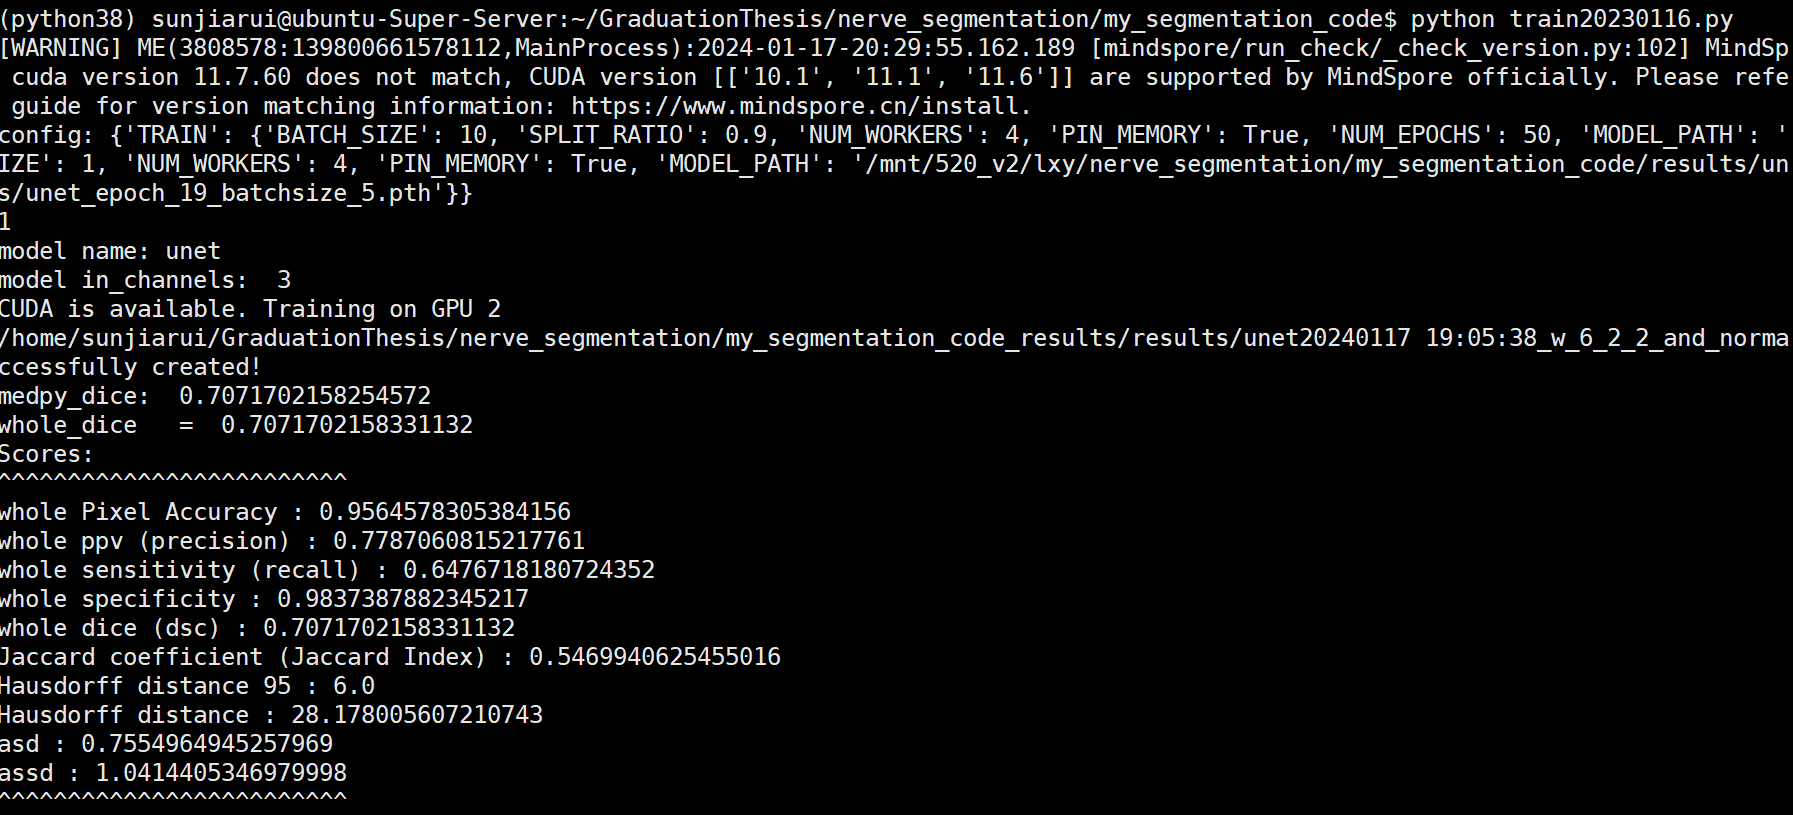 (python38) sunjiarui@ubuntu-Super-Server:~/GraduationThesis/nerve_segmentation/my_segmentation_code$ python train20230116.py
[WARNING] ME(3808578:139800661578112,MainProcess):2024-01-17-20:29:55.162.189 [mindspore/run_check/_check_version.py:102] MindSp
cuda version 11.7.60 does not match, CUDA version [['10.1', '11.1', '11.6']] are supported by MindSpore officially. Please refe
guide for version matching information: https://www.mindspore.cn/install.
config: {'TRAIN': {'BATCH_SIZE': 10, 'SPLIT_RATIO': 0.9, 'NUM_WORKERS': 4, 'PIN_MEMORY': True, 'NUM_EPOCHS': 50, 'MODEL_PATH': '
IZE': 1, 'NUM_WORKERS': 4, 'PIN_MEMORY': True, 'MODEL_PATH': '/mnt/520_v2/lxy/nerve_segmentation/my_segmentation_code/results/un
s/unet_epoch_19_batchsize_5.pth'}}
1
model name: unet
model in_channels:  3
CUDA is available. Training on GPU 2
/home/sunjiarui/GraduationThesis/nerve_segmentation/my_segmentation_code_results/results/unet20240117 19:05:38_w_6_2_2_and_norma
ccessfully created!
medpy_dice:  0.7071702158254572
whole_dice   =  0.7071702158331132
Scores:
^^^^^^^^^^^^^^^^^^^^^^^^^
whole Pixel Accuracy : 0.9564578305384156
whole ppv (precision) : 0.7787060815217761
whole sensitivity (recall) : 0.6476718180724352
whole specificity : 0.9837387882345217
whole dice (dsc) : 0.7071702158331132
Jaccard coefficient (Jaccard Index) : 0.5469940625455016
Hausdorff distance 95 : 6.0
Hausdorff distance : 28.178005607210743
asd : 0.7554964945257969
assd : 1.0414405346979998
^^^^^^^^^^^^^^^^^^^^^^^^^